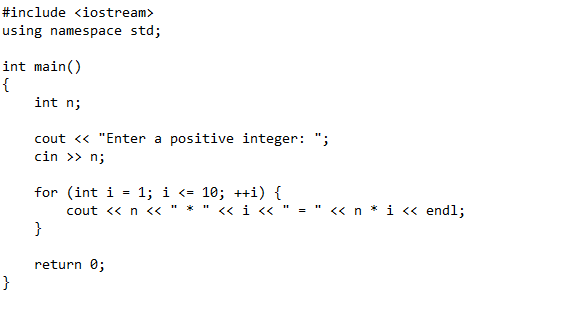 #include <iostream>
using namespace std;

int main()
{
    int n;

    cout << "Enter a positive integer: ";
    cin >> n;

    for (int i = 1; i <= 10; ++i) {
        cout << n << " * " << i << " = " << n * i << endl;
    }

    return 0;
}